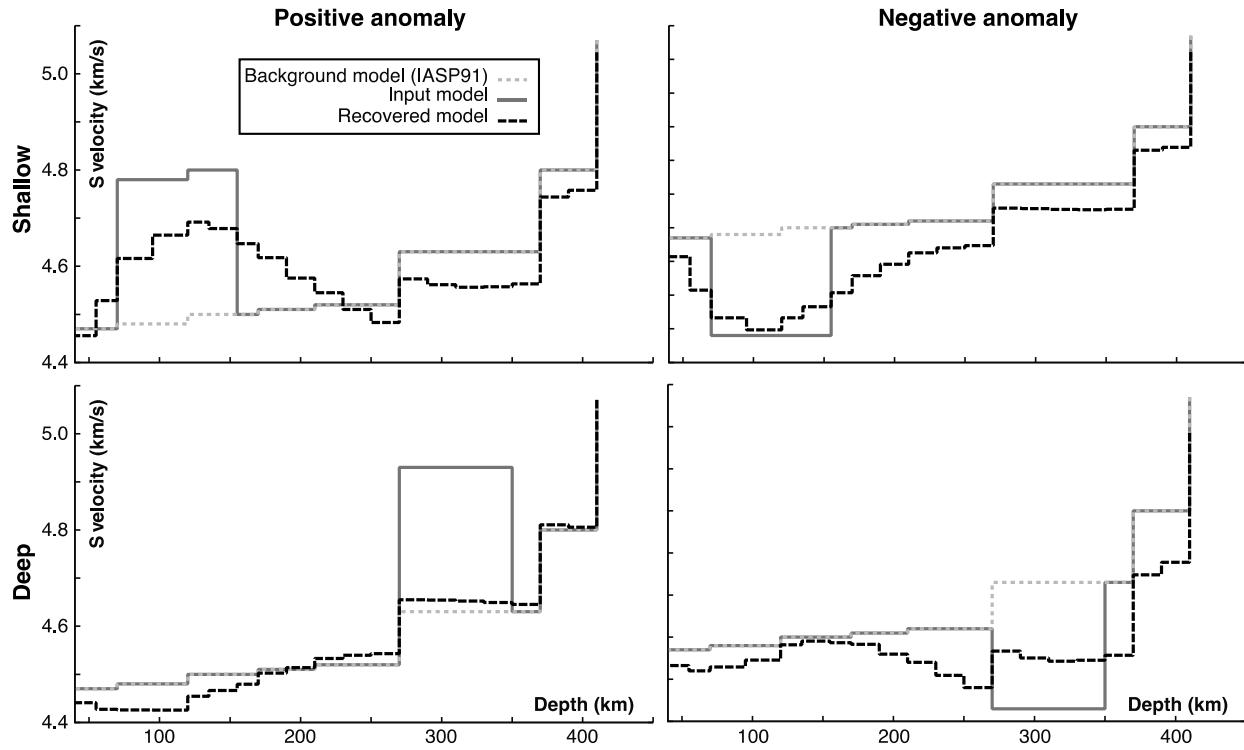 Positive anomaly
Negative anomaly
Shallow
S velocity (km/s)
5.0
4.8
4.6
4.4
Background model (IASP91)
Input model
Recovered model
Deep
S velocity (km/s)
5.0
4.8
4.6
4.4
Depth (km)
Depth (km)
100 200 300 400
100 200 300 400